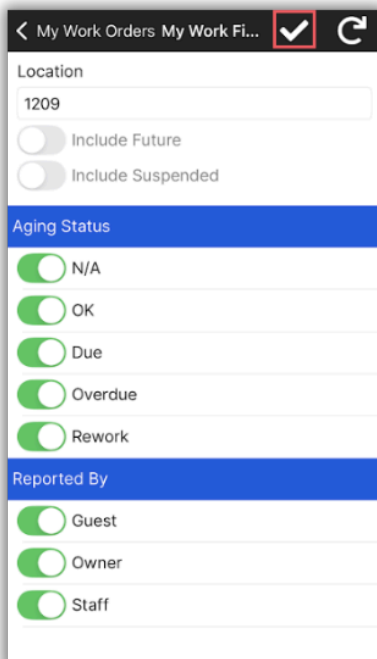 My Work Orders My Work Fi...
Location
1209
Include Future
Include Suspended
Aging Status
N/A
OK
Due
Overdue
Rework
Reported By
Guest
Owner
Staff